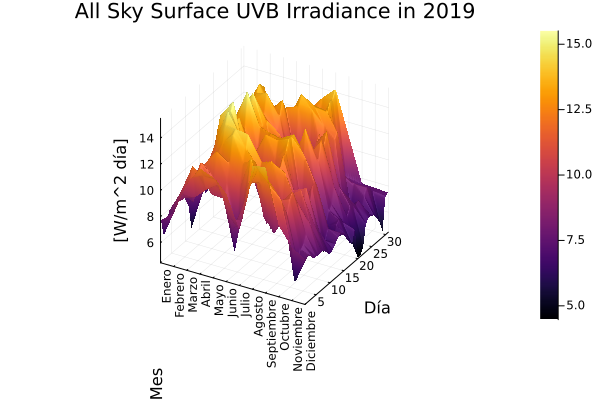 All Sky Surface UVB Irradiance in 2019
15.0
12.5
10.0
7.5
5.0
[W/m^2 día]
14
12
10
8
6
Enero
Febrero
Marzo
Abril
Mayo
Junio
Julio
Agosto
Septiembre
Octubre
Noviembre
Diciembre
Mes
5
10
15
20
25
30
Día